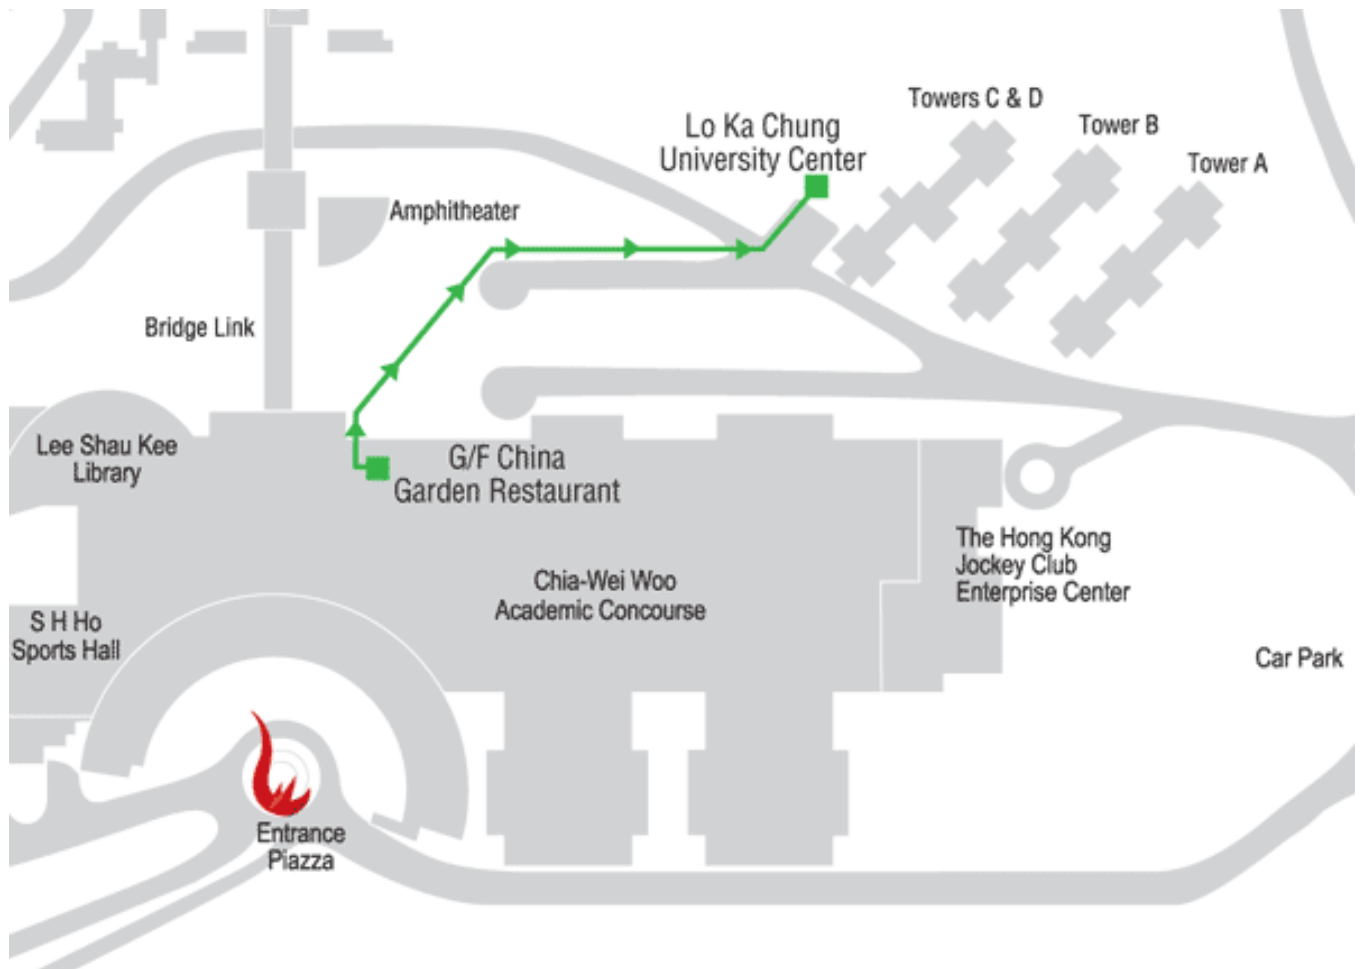 Towers C & D
Tower B
Tower A
Lo Ka Chung
University Center
Amphitheater
Bridge Link
Lee Shau Kee
Library
G/F China
Garden Restaurant
The Hong Kong
Jockey Club
Enterprise Center
Chia-Wei Woo
Academic Concourse
S H Ho
Sports Hall
Car Park
Entrance
Piazza